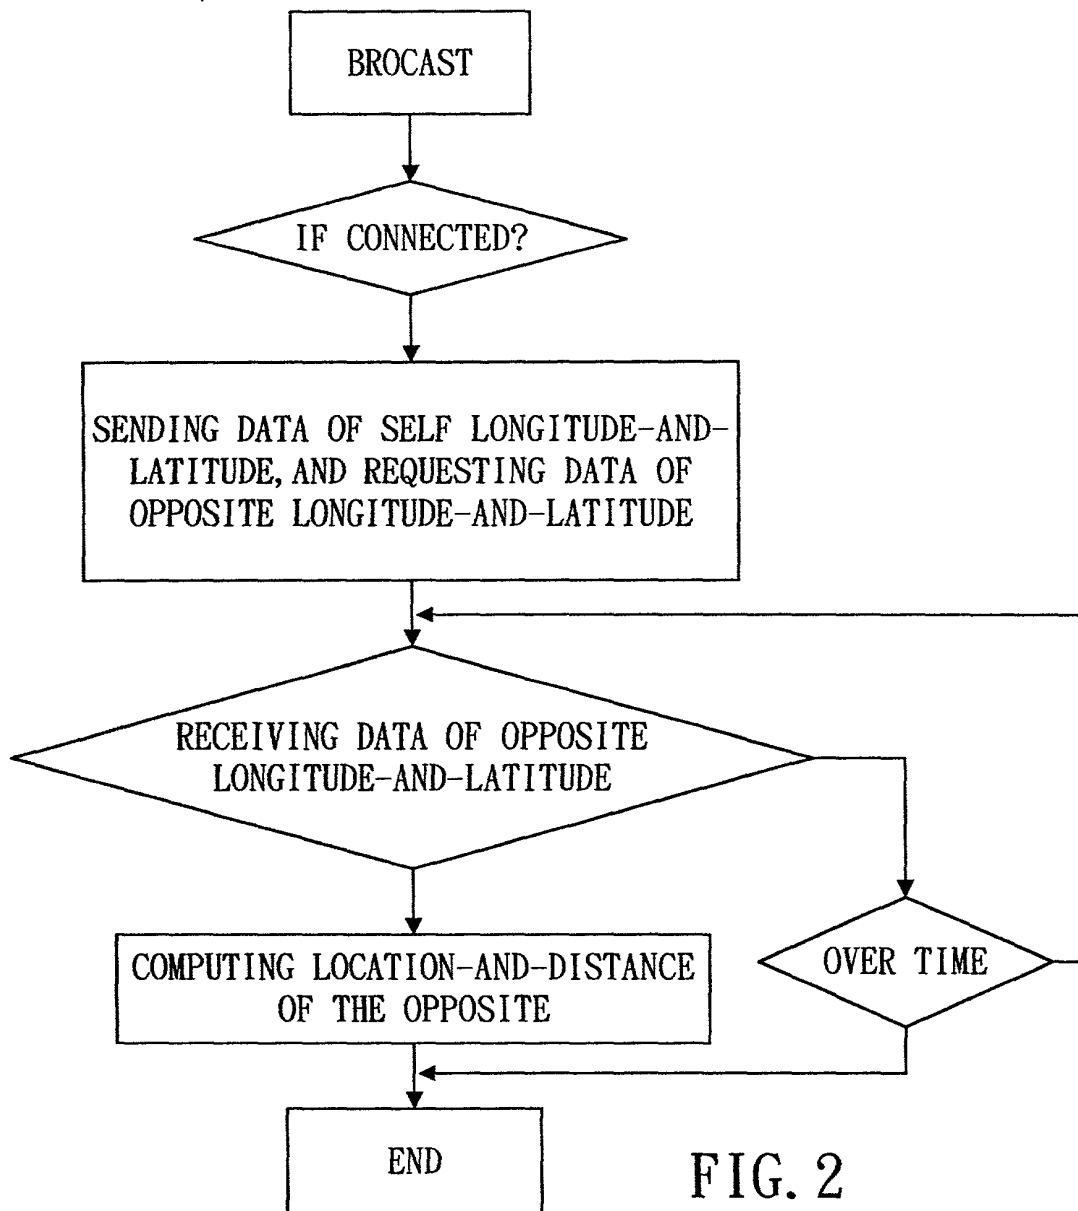 BROCAST
IF CONNECTED?
SENDING DATA OF SELF LONGITUDE-AND-
LATITUDE, AND REQUESTING DATA OF
OPPOSITE LONGITUDE-AND-LATITUDE
RECEIVING DATA OF OPPOSITE
LONGITUDE-AND-LATITUDE
OVER TIME
COMPUTING LOCATION-AND-DISTANCE
OF THE OPPOSITE
END
FIG. 2